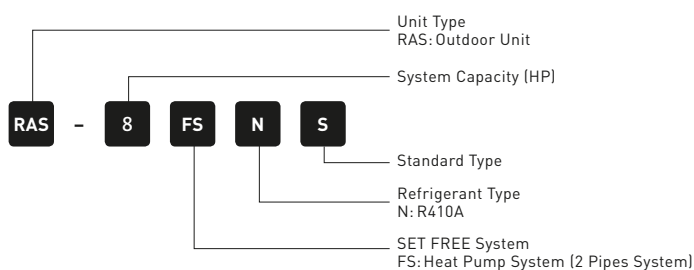 Unit Type
RAS: Outdoor Unit
System Capacity (HP)
RAS – 8 FS N S
Standard Type
Refrigerant Type
N: R410A
SET FREE System
FS: Heat Pump System (2 Pipes System)